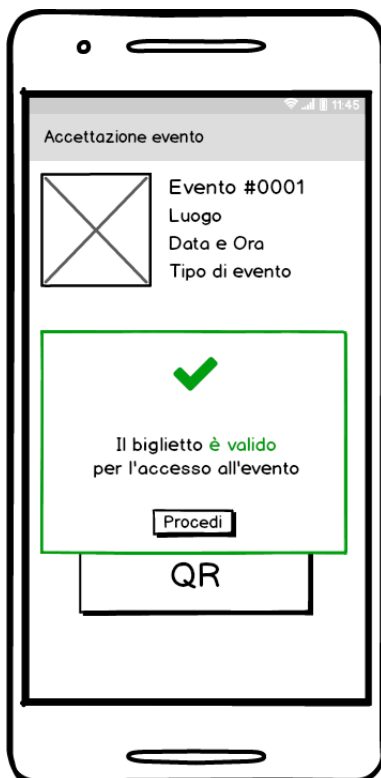 11:45
Accettazione evento
Evento #0001
Luogo
Data e Ora
Tipo di evento
Il biglietto è valido
per l'accesso all'evento
Procedi
QR